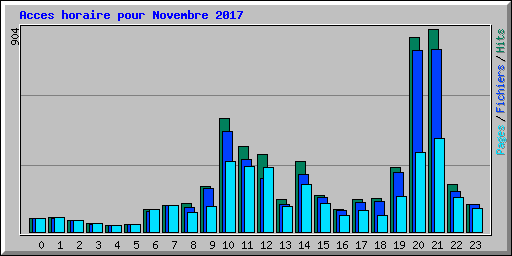 Acces horaire pour Novembre 2017
904
Pages / Fichiers / Hits
0 1 2 3 4 5 6 7 8 9 10 11 12 13 14 15 16 17 18 19 20 21 22 23